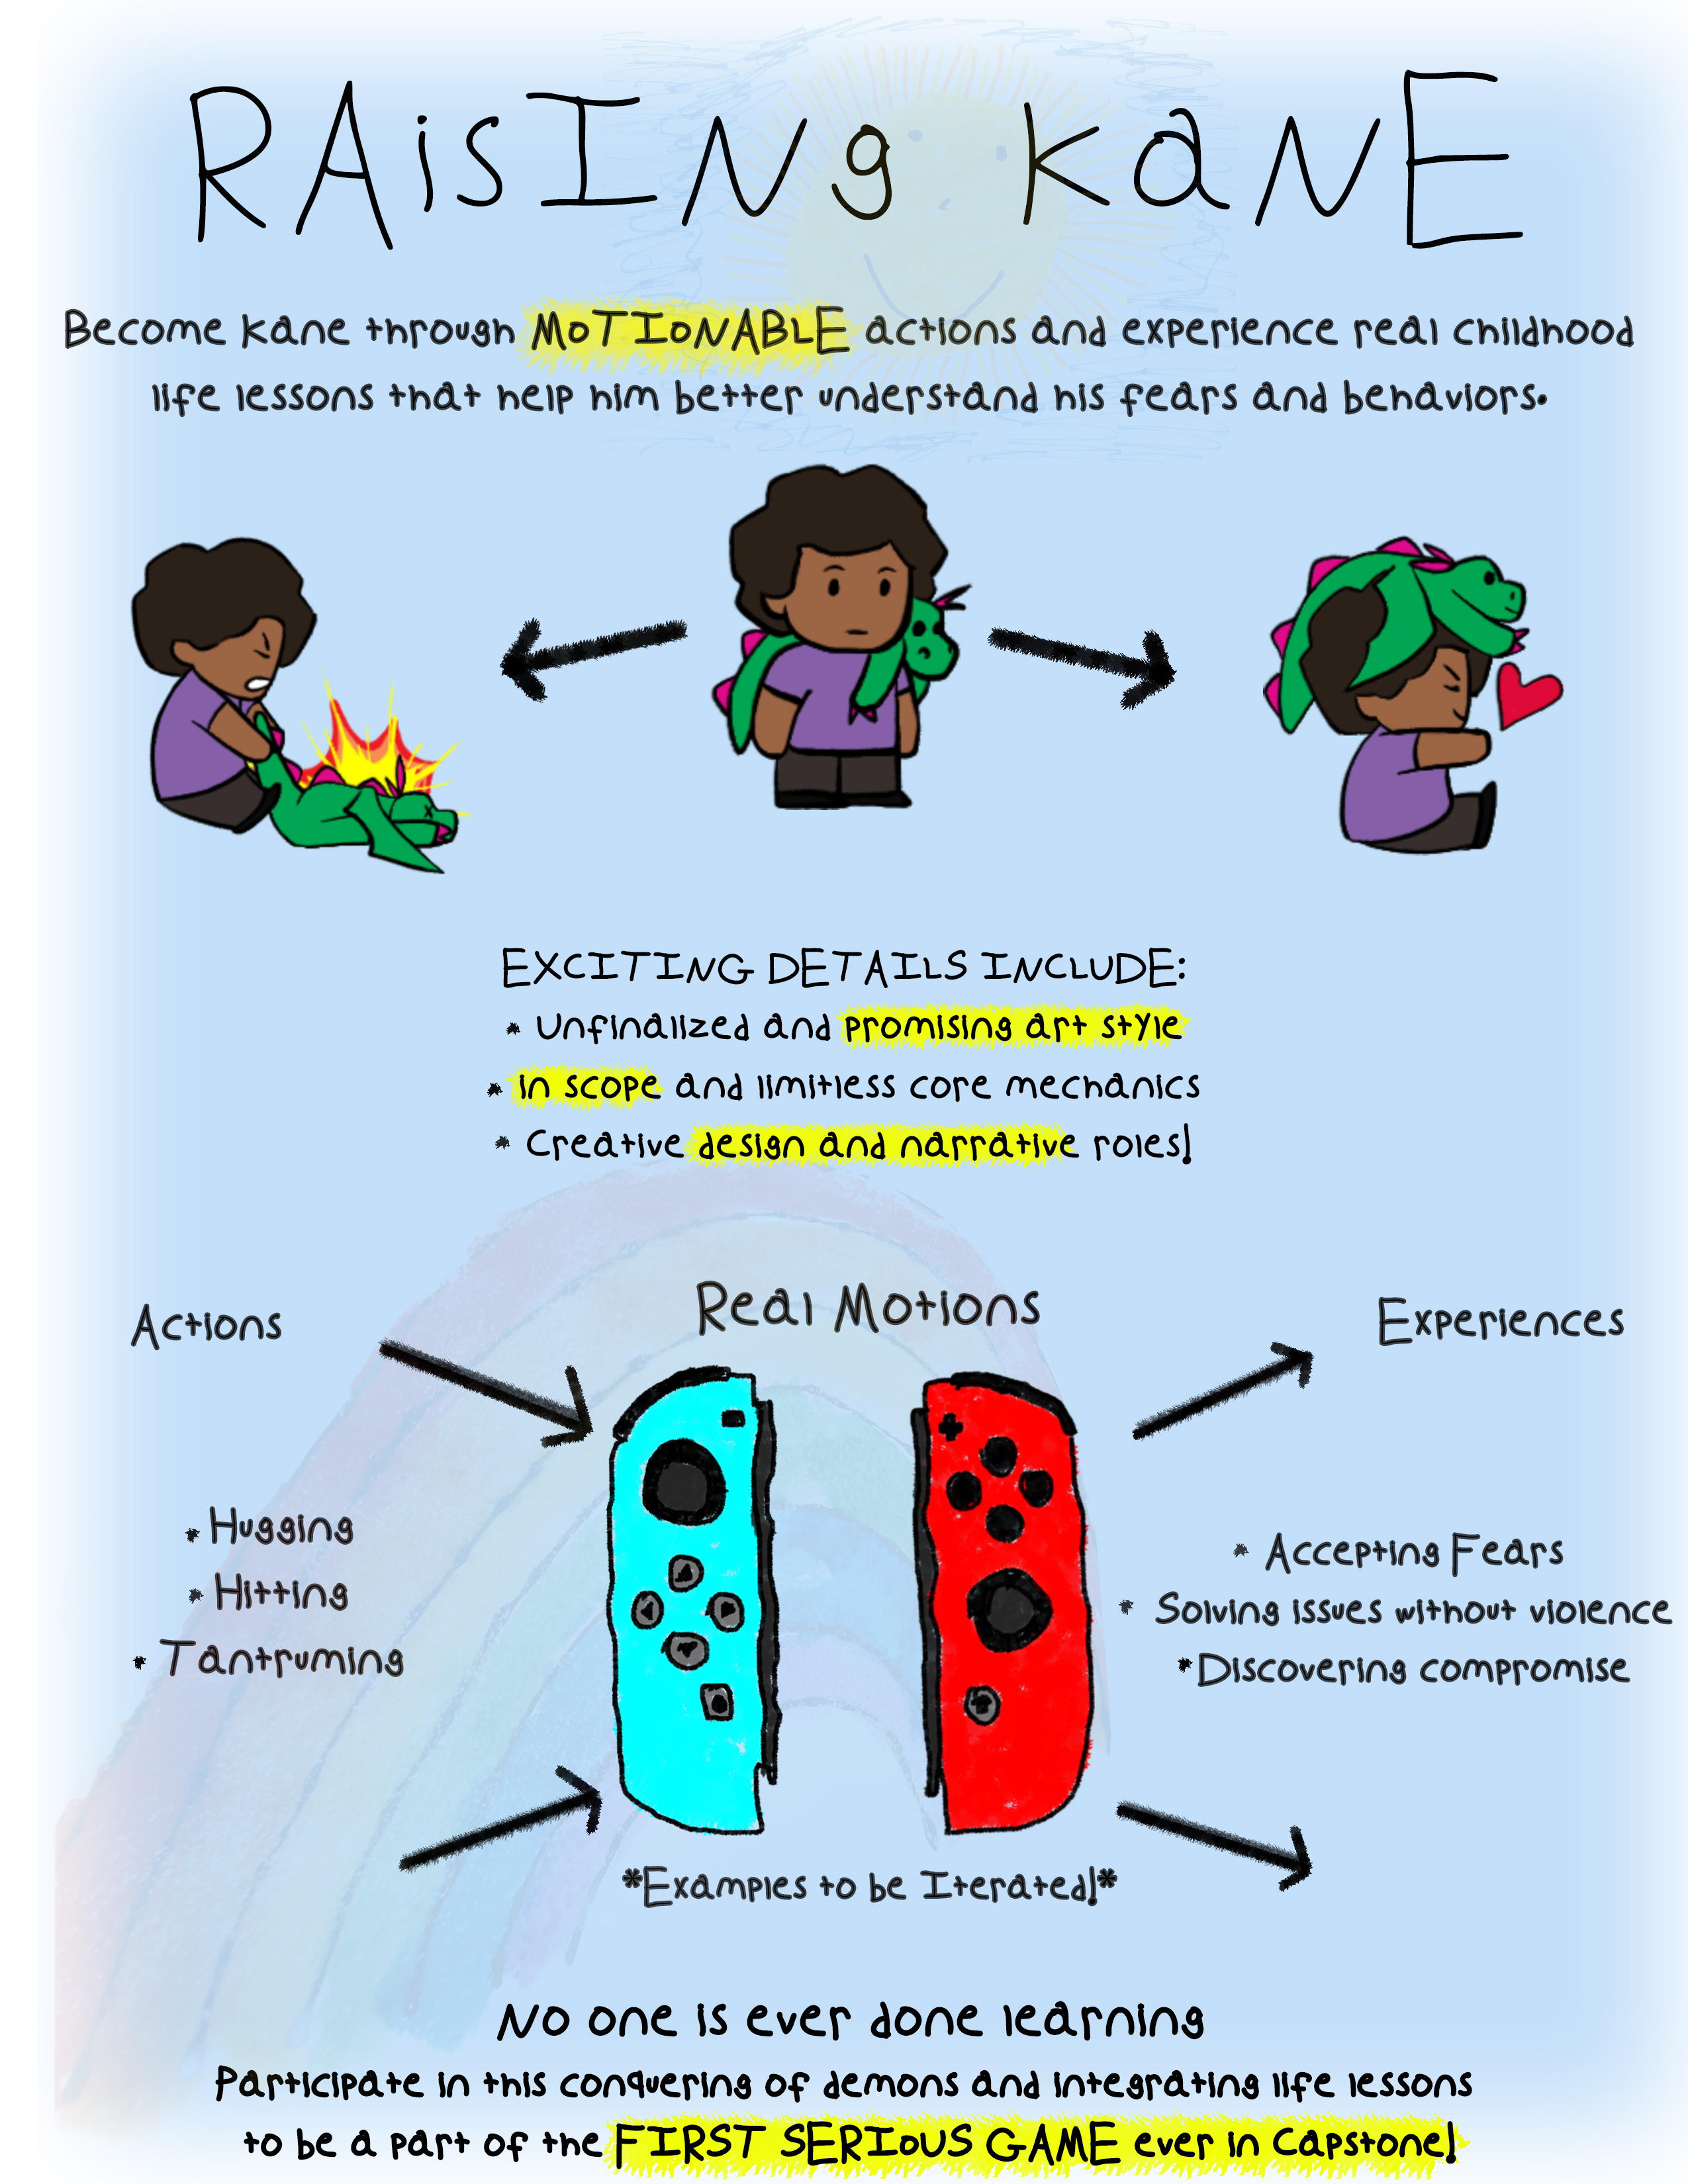 RAisING KaNE
Become Kane through MOTIONABLE actions and experience real childhood
life lessons that help him better understand his fears and behaviors.
EXCITING DETAILS INCLUDE:
* Unfinalized and promising art style
* in scope and limitless core mechanics
* Creative design and narrative roles!
Actions
Real Motions
Experiences
* Hugging
* Hitting
* Tantruming
* Accepting Fears
* Solving issues without violence
* Discovering compromise
*Examples to be Iterated!*
No one is ever done learning
Participate in this conquering of demons and integrating life lessons
to be a part of the FIRST SERIOUS GAME ever in Capstone!